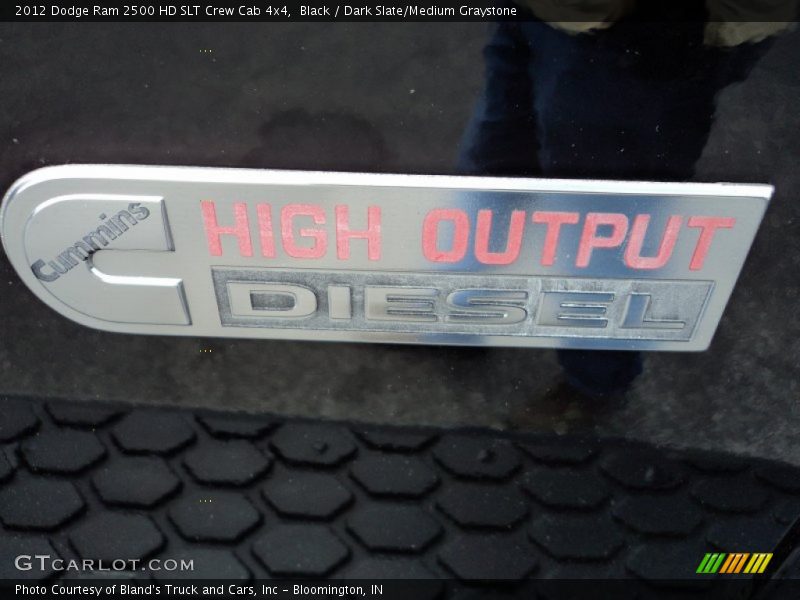 2012 Dodge Ram 2500 HD SLT Crew Cab 4x4, Black / Dark Slate/Medium Graystone
Cummins
HIGH OUTPUT
DIESEL
GTCARLOT.COM
Photo Courtesy of Bland's Truck and Cars, Inc - Bloomington, IN